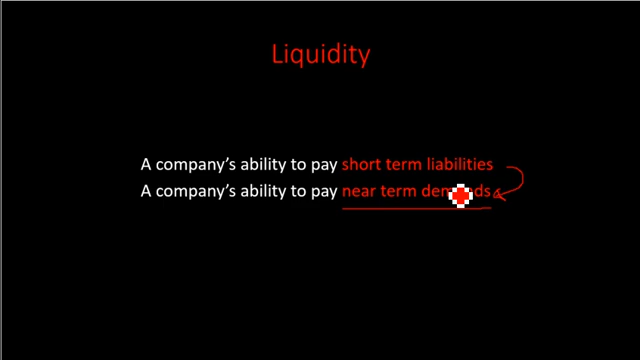 Liquidity
A company's ability to pay short term liabilities
A company's ability to pay near term